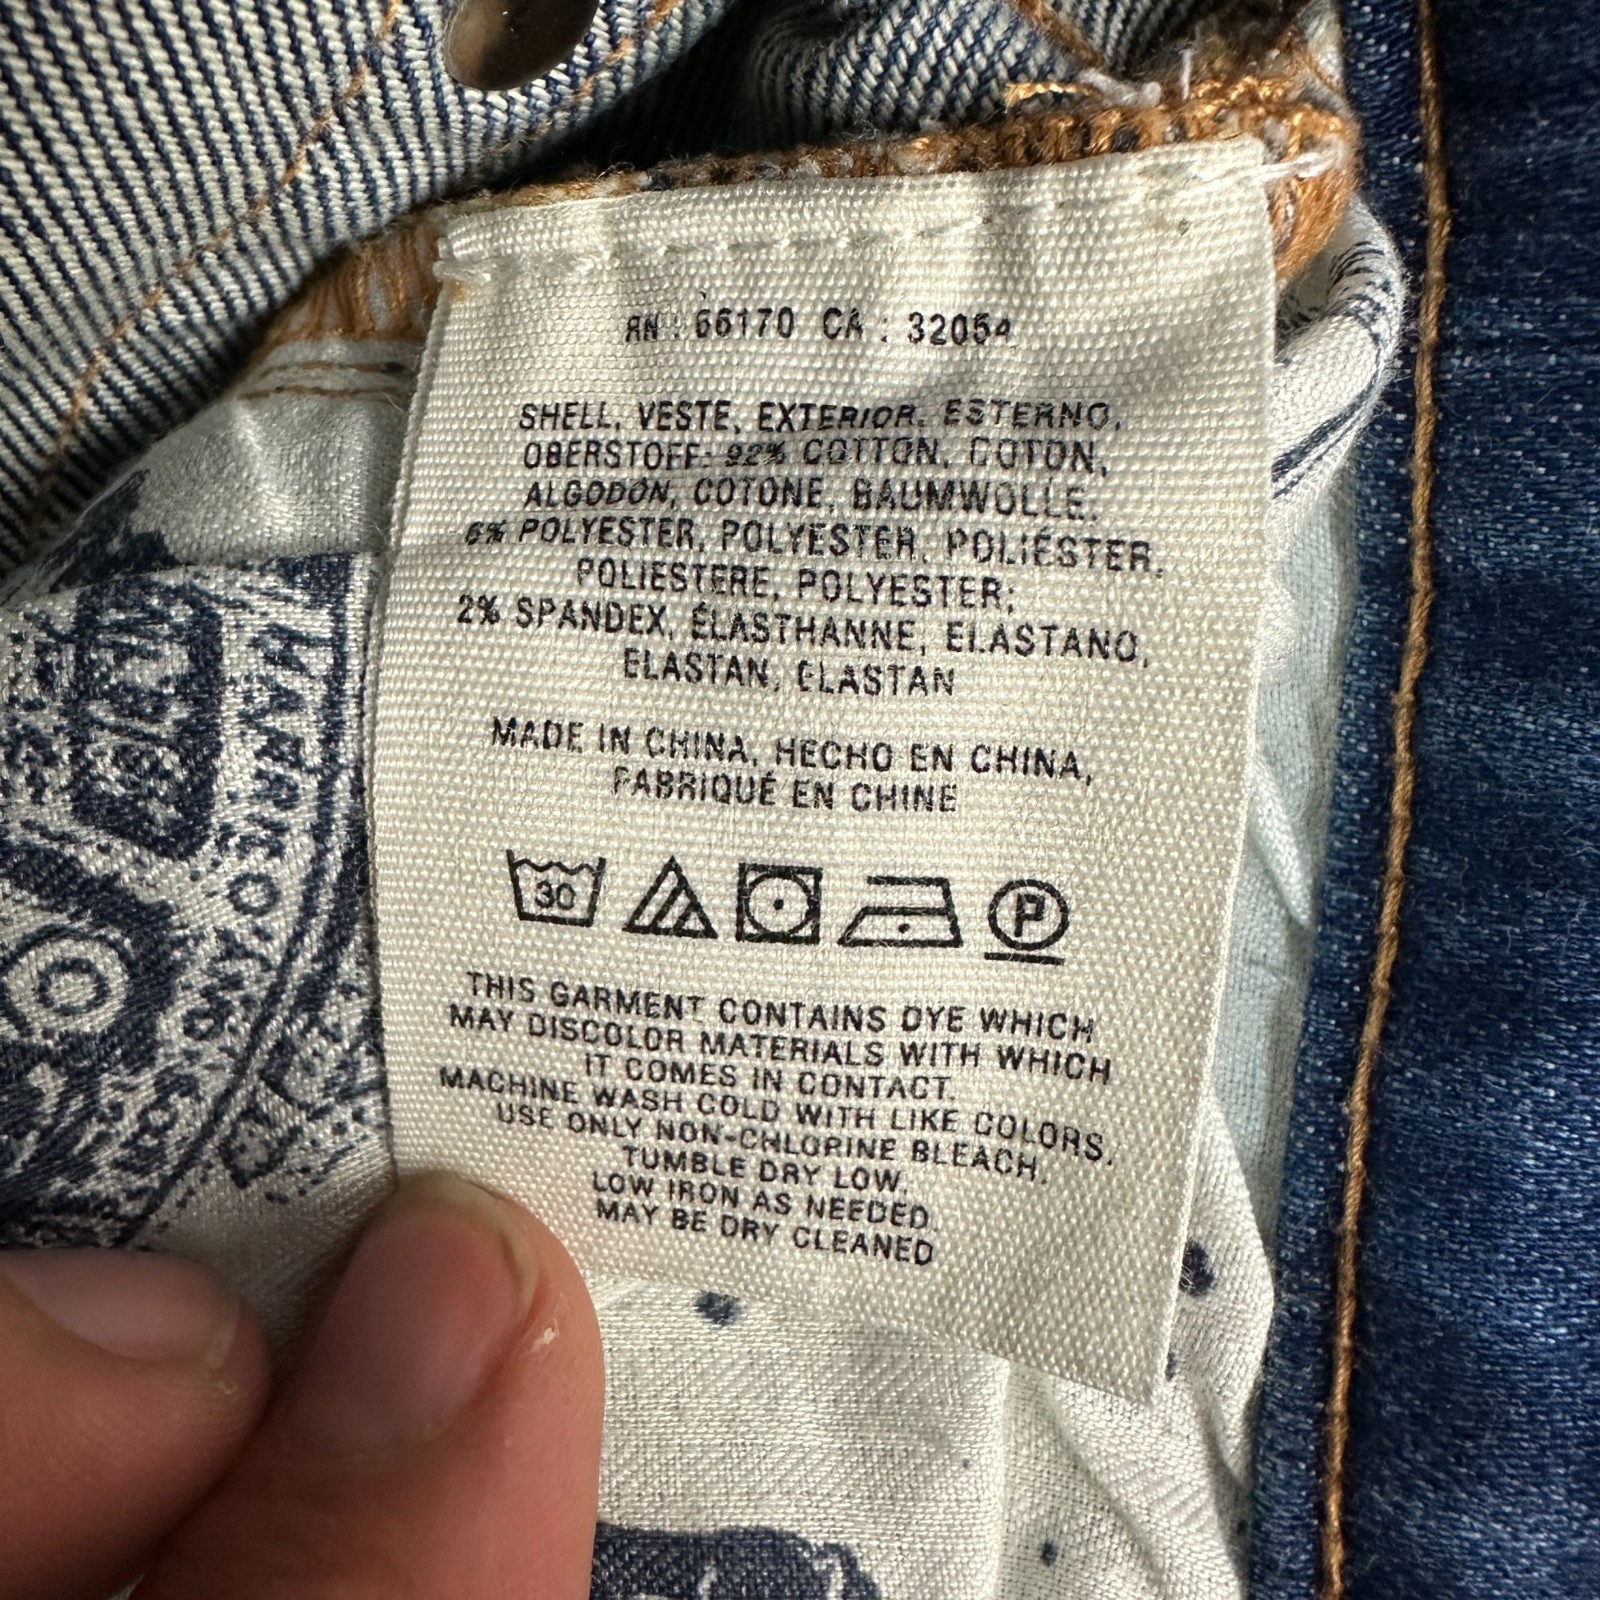 RN : 66170 CA : 32054
SHELL, VESTE, EXTERIOR, ESTERNO,
OBERSTOFF: 92% COTTON, COTON,
ALGODÓN, COTONE, BAUMWOLLE;
6% POLYESTER, POLYESTER, POLIÉSTER,
POLIESTERE, POLYESTER;
2% SPANDEX, ÉLASTHANNE, ELASTANO,
ELASTAN, ELASTAN
MADE IN CHINA, HECHO EN CHINA,
FABRIQUÉ EN CHINE
30
P
THIS GARMENT CONTAINS DYE WHICH
MAY DISCOLOR MATERIALS WITH WHICH
IT COMES IN CONTACT.
MACHINE WASH COLD WITH LIKE COLORS.
USE ONLY NON-CHLORINE BLEACH.
TUMBLE DRY LOW.
LOW IRON AS NEEDED.
MAY BE DRY CLEANED